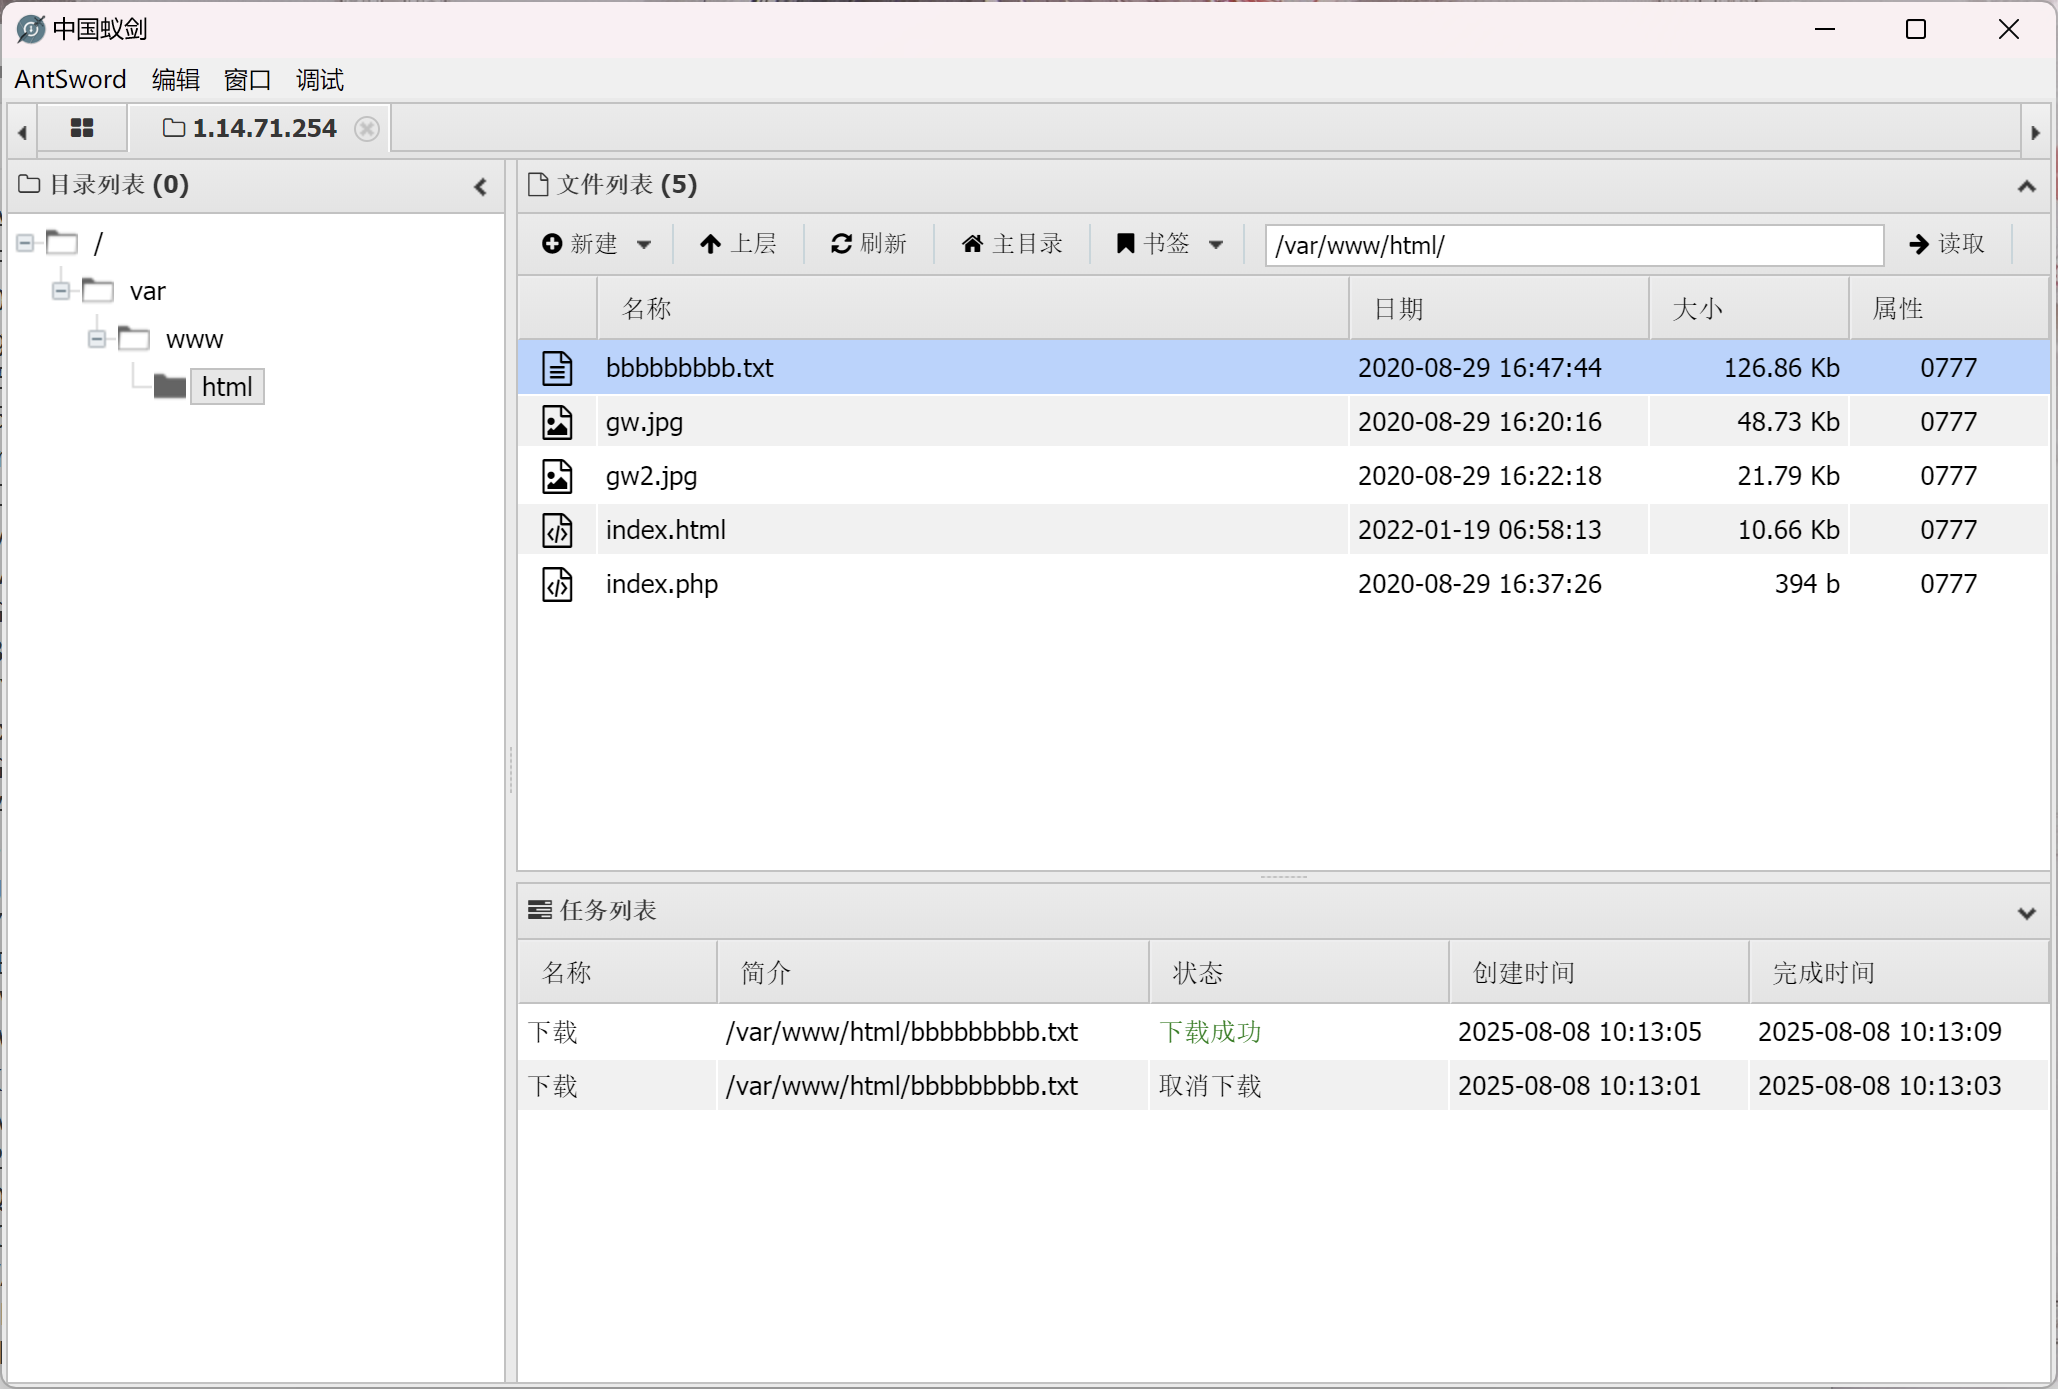 中国蚁剑
AntSword 编辑 窗口 调试
1.14.71.254
目录列表 (0)
/
var
www
html
文件列表 (5)
新建 上层 刷新 主目录 书签 /var/www/html/ 读取
名称 日期 大小 属性
bbbbbbbbbb.txt 2020-08-29 16:47:44 126.86 Kb 0777
gw.jpg 2020-08-29 16:20:16 48.73 Kb 0777
gw2.jpg 2020-08-29 16:22:18 21.79 Kb 0777
index.html 2022-01-19 06:58:13 10.66 Kb 0777
index.php 2020-08-29 16:37:26 394 b 0777
任务列表
名称 简介 状态 创建时间 完成时间
下载 /var/www/html/bbbbbbbbbb.txt 下载成功 2025-08-08 10:13:05 2025-08-08 10:13:09
下载 /var/www/html/bbbbbbbbbb.txt 取消下载 2025-08-08 10:13:01 2025-08-08 10:13:03